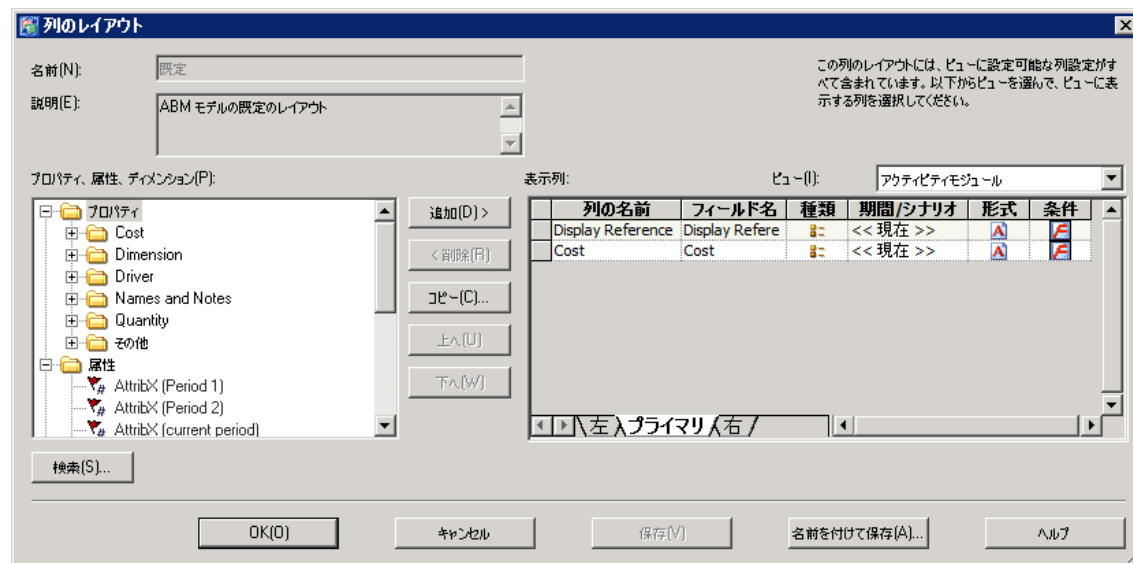 列のレイアウト
名前(N):
既定
説明(E):
ABM モデルの既定のレイアウト
この列のレイアウトには、ビューに設定可能な列設定がす
べて含まれています。以下からビューを選んで、ビューに表
示する列を選択してください。
プロパティ、属性、ディメンション(P):
表示列:
ビュー(I):
アクティビティモジュール
プロパティ
Cost
Dimension
Driver
Names and Notes
Quantity
その他
属性
AttribX (Period 1)
AttribX (Period 2)
AttribX (current period)
追加(D) >
< 削除(R)
コピー(C)...
上へ(U)
下へ(W)
列の名前 フィールド名 種類 期間/シナリオ 形式 条件
Display Reference Display Refere << 現在 >>
Cost Cost << 現在 >>
左 プライマリ 右
検索(S)...
OK(O)
キャンセル
保存(V)
名前を付けて保存(A)...
ヘルプ